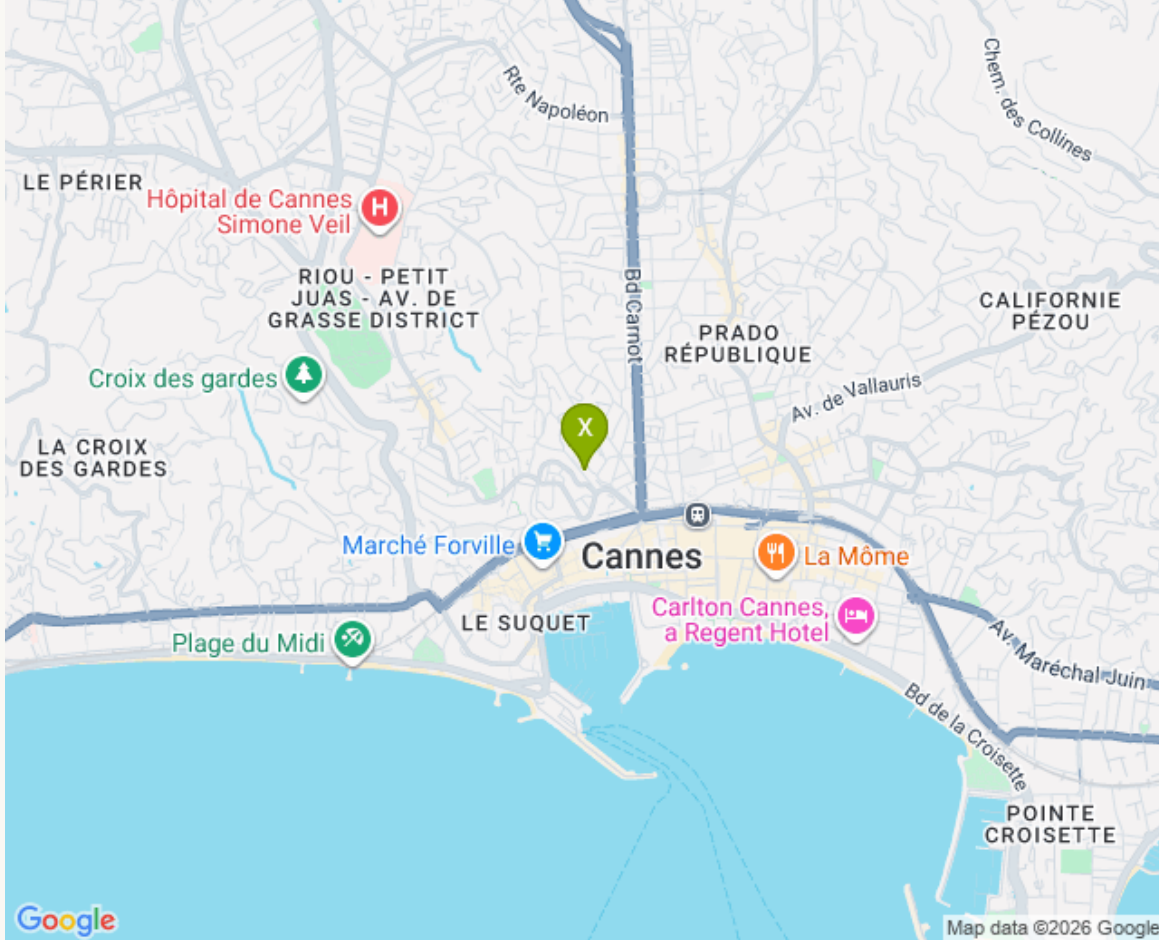 Chem. des Collines
Rte Napoléon
LE PÉRIER
Hôpital de Cannes
Simone Veil
H
RIOU - PETIT
JUAS - AV. DE
GRASSE DISTRICT
Bd Carnot
CALIFORNIE
PÉZOU
PRADO
RÉPUBLIQUE
Croix des gardes
Av. de Vallauris
X
LA CROIX
DES GARDES
Marché Forville
Cannes
La Môme
LE SUQUET
Carlton Cannes,
a Regent Hotel
Plage du Midi
Av. Maréchal Juin
Bd de la Croisette
POINTE
CROISETTE
Google
Map data ©2026 Google